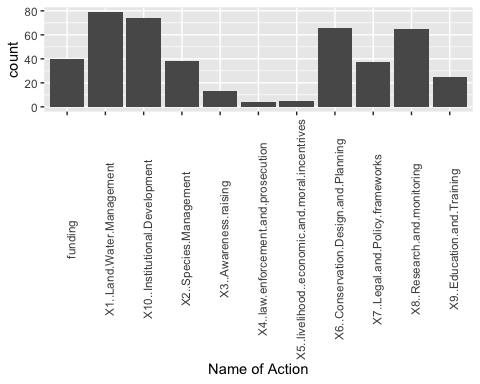 80
60
40
20
0
count
funding
X1..Land.Water.Management
X10..Institutional.Development
X2..Species.Management
X3..Awareness.raising
X4..law.enforcement.and.prosecution
X5..livelihood..economic.and.moral.incentives
X6..Conservation.Design.and.Planning
X7..Legal.and.Policy.frameworks
X8..Research.and.monitoring
X9..Education.and.Training
Name of Action